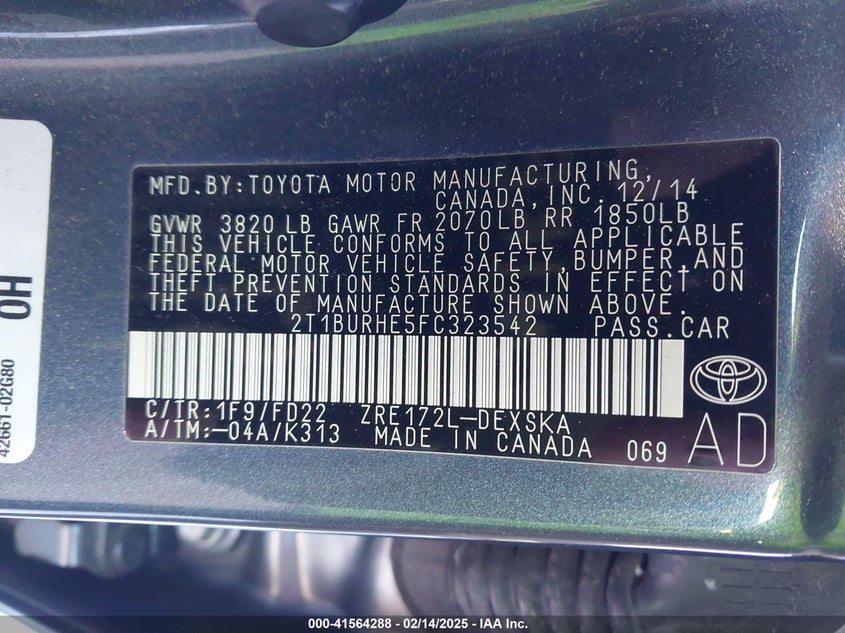 MFD.BY:TOYOTA MOTOR MANUFACTURING,
CANADA,INC. 12/14
GVWR 3820 LB GAWR FR 2070LB RR 1850LB
THIS VEHICLE CONFORMS TO ALL APPLICABLE
FEDERAL MOTOR VEHICLE SAFETY,BUMPER,AND
THEFT PREVENTION STANDARDS IN EFFECT ON
THE DATE OF MANUFACTURE SHOWN ABOVE.
2T1BURHE5FC323542 PASS.CAR
C/TR:1F9/FD22 ZRE172L-DEXSKA
A/TM:-04A/K313 MADE IN CANADA 069
AD
0H
42661-02G80
000-41564288 - 02/14/2025 - IAA Inc.